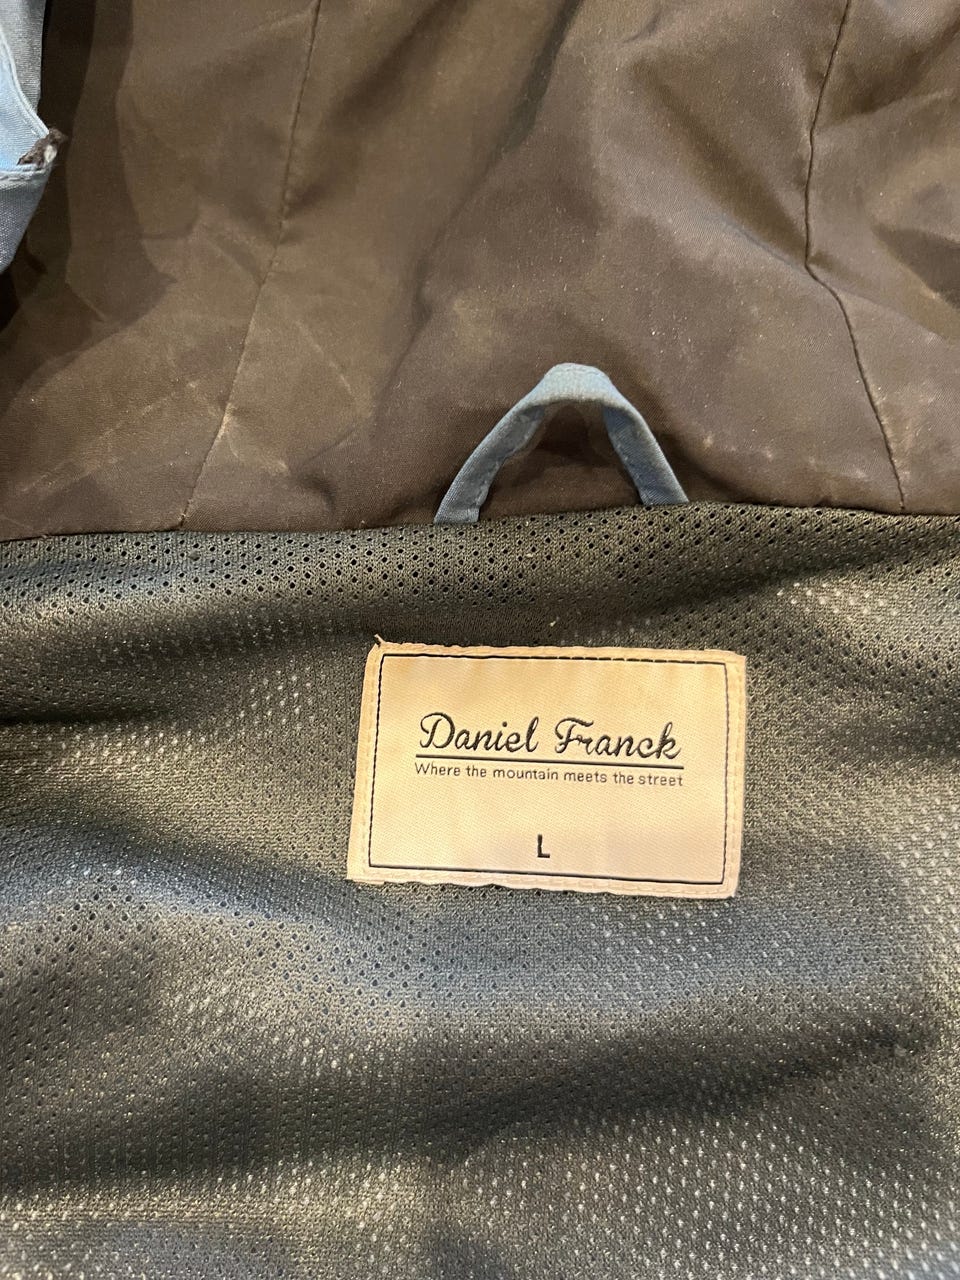 Daniel Franck
Where the mountain meets the street
L